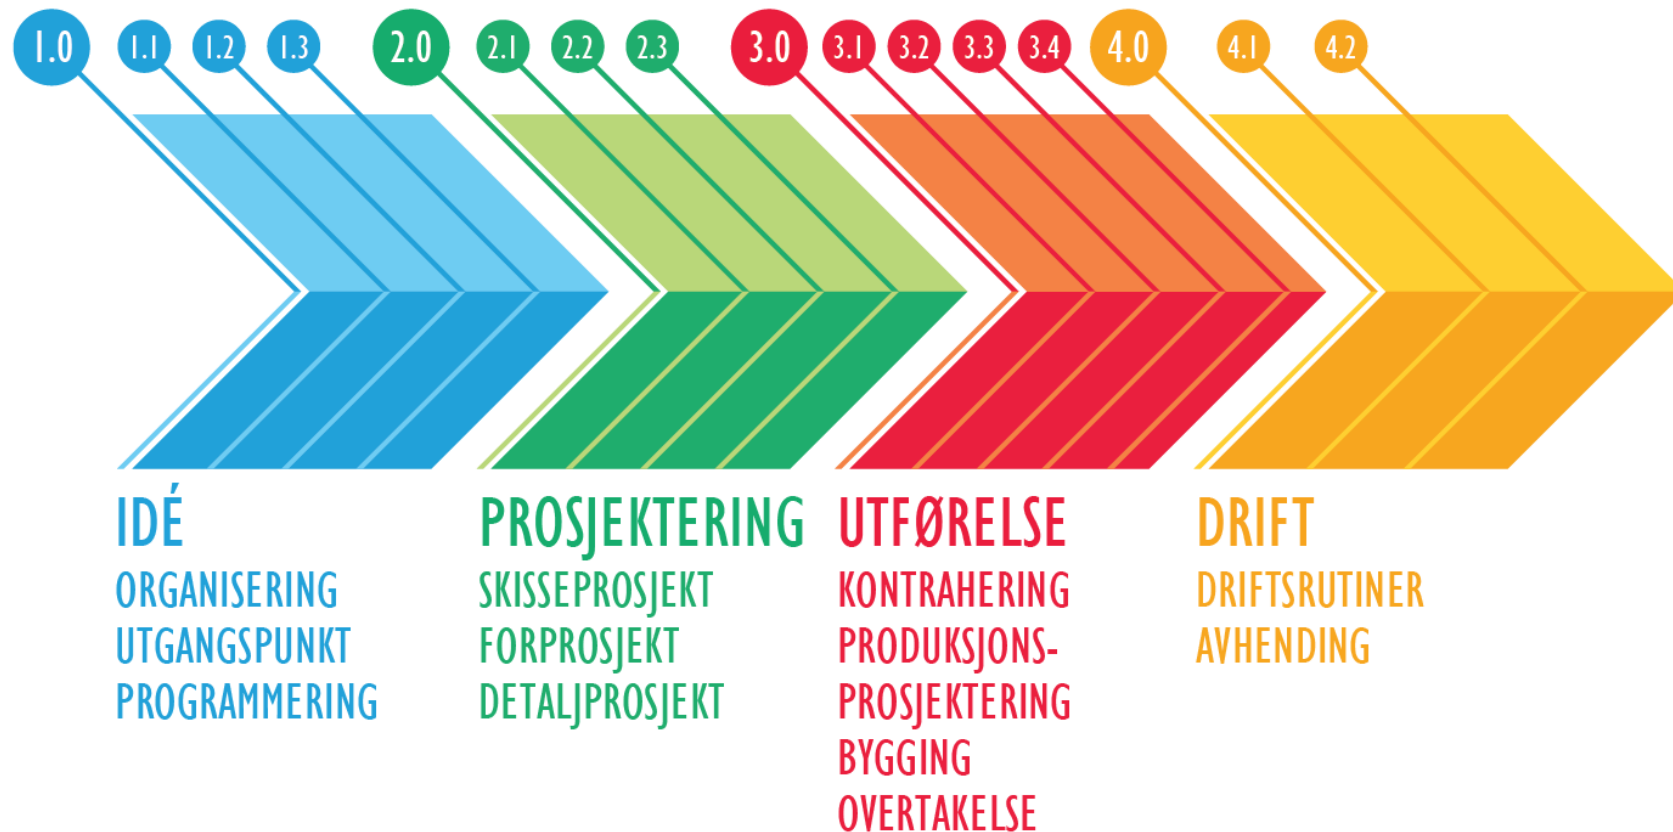 1.0 1.1 1.2 1.3 2.0 2.1 2.2 2.3 3.0 3.1 3.2 3.3 3.4 4.0 4.1 4.2
IDÉ
ORGANISERING
UTGANGSPUNKT
PROGRAMMERING
PROSJEKTERING
SKISSEPROSJEKT
FORPROSJEKT
DETALJPROSJEKT
UTFØRELSE
KONTRAHERING
PRODUKSJONS-
PROSJEKTERING
BYGGING
OVERTAKELSE
DRIFT
DRIFTSRUTINER
AVHENDING